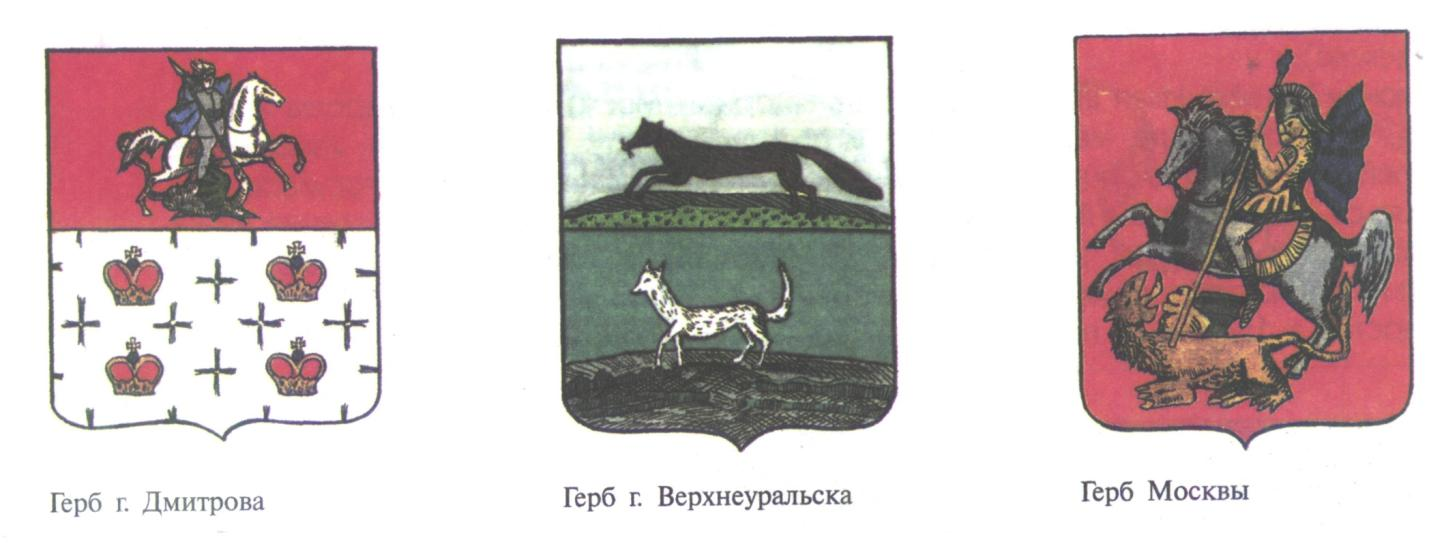 Герб г. Дмитрова
Герб г. Верхнеуральска
Герб Москвы